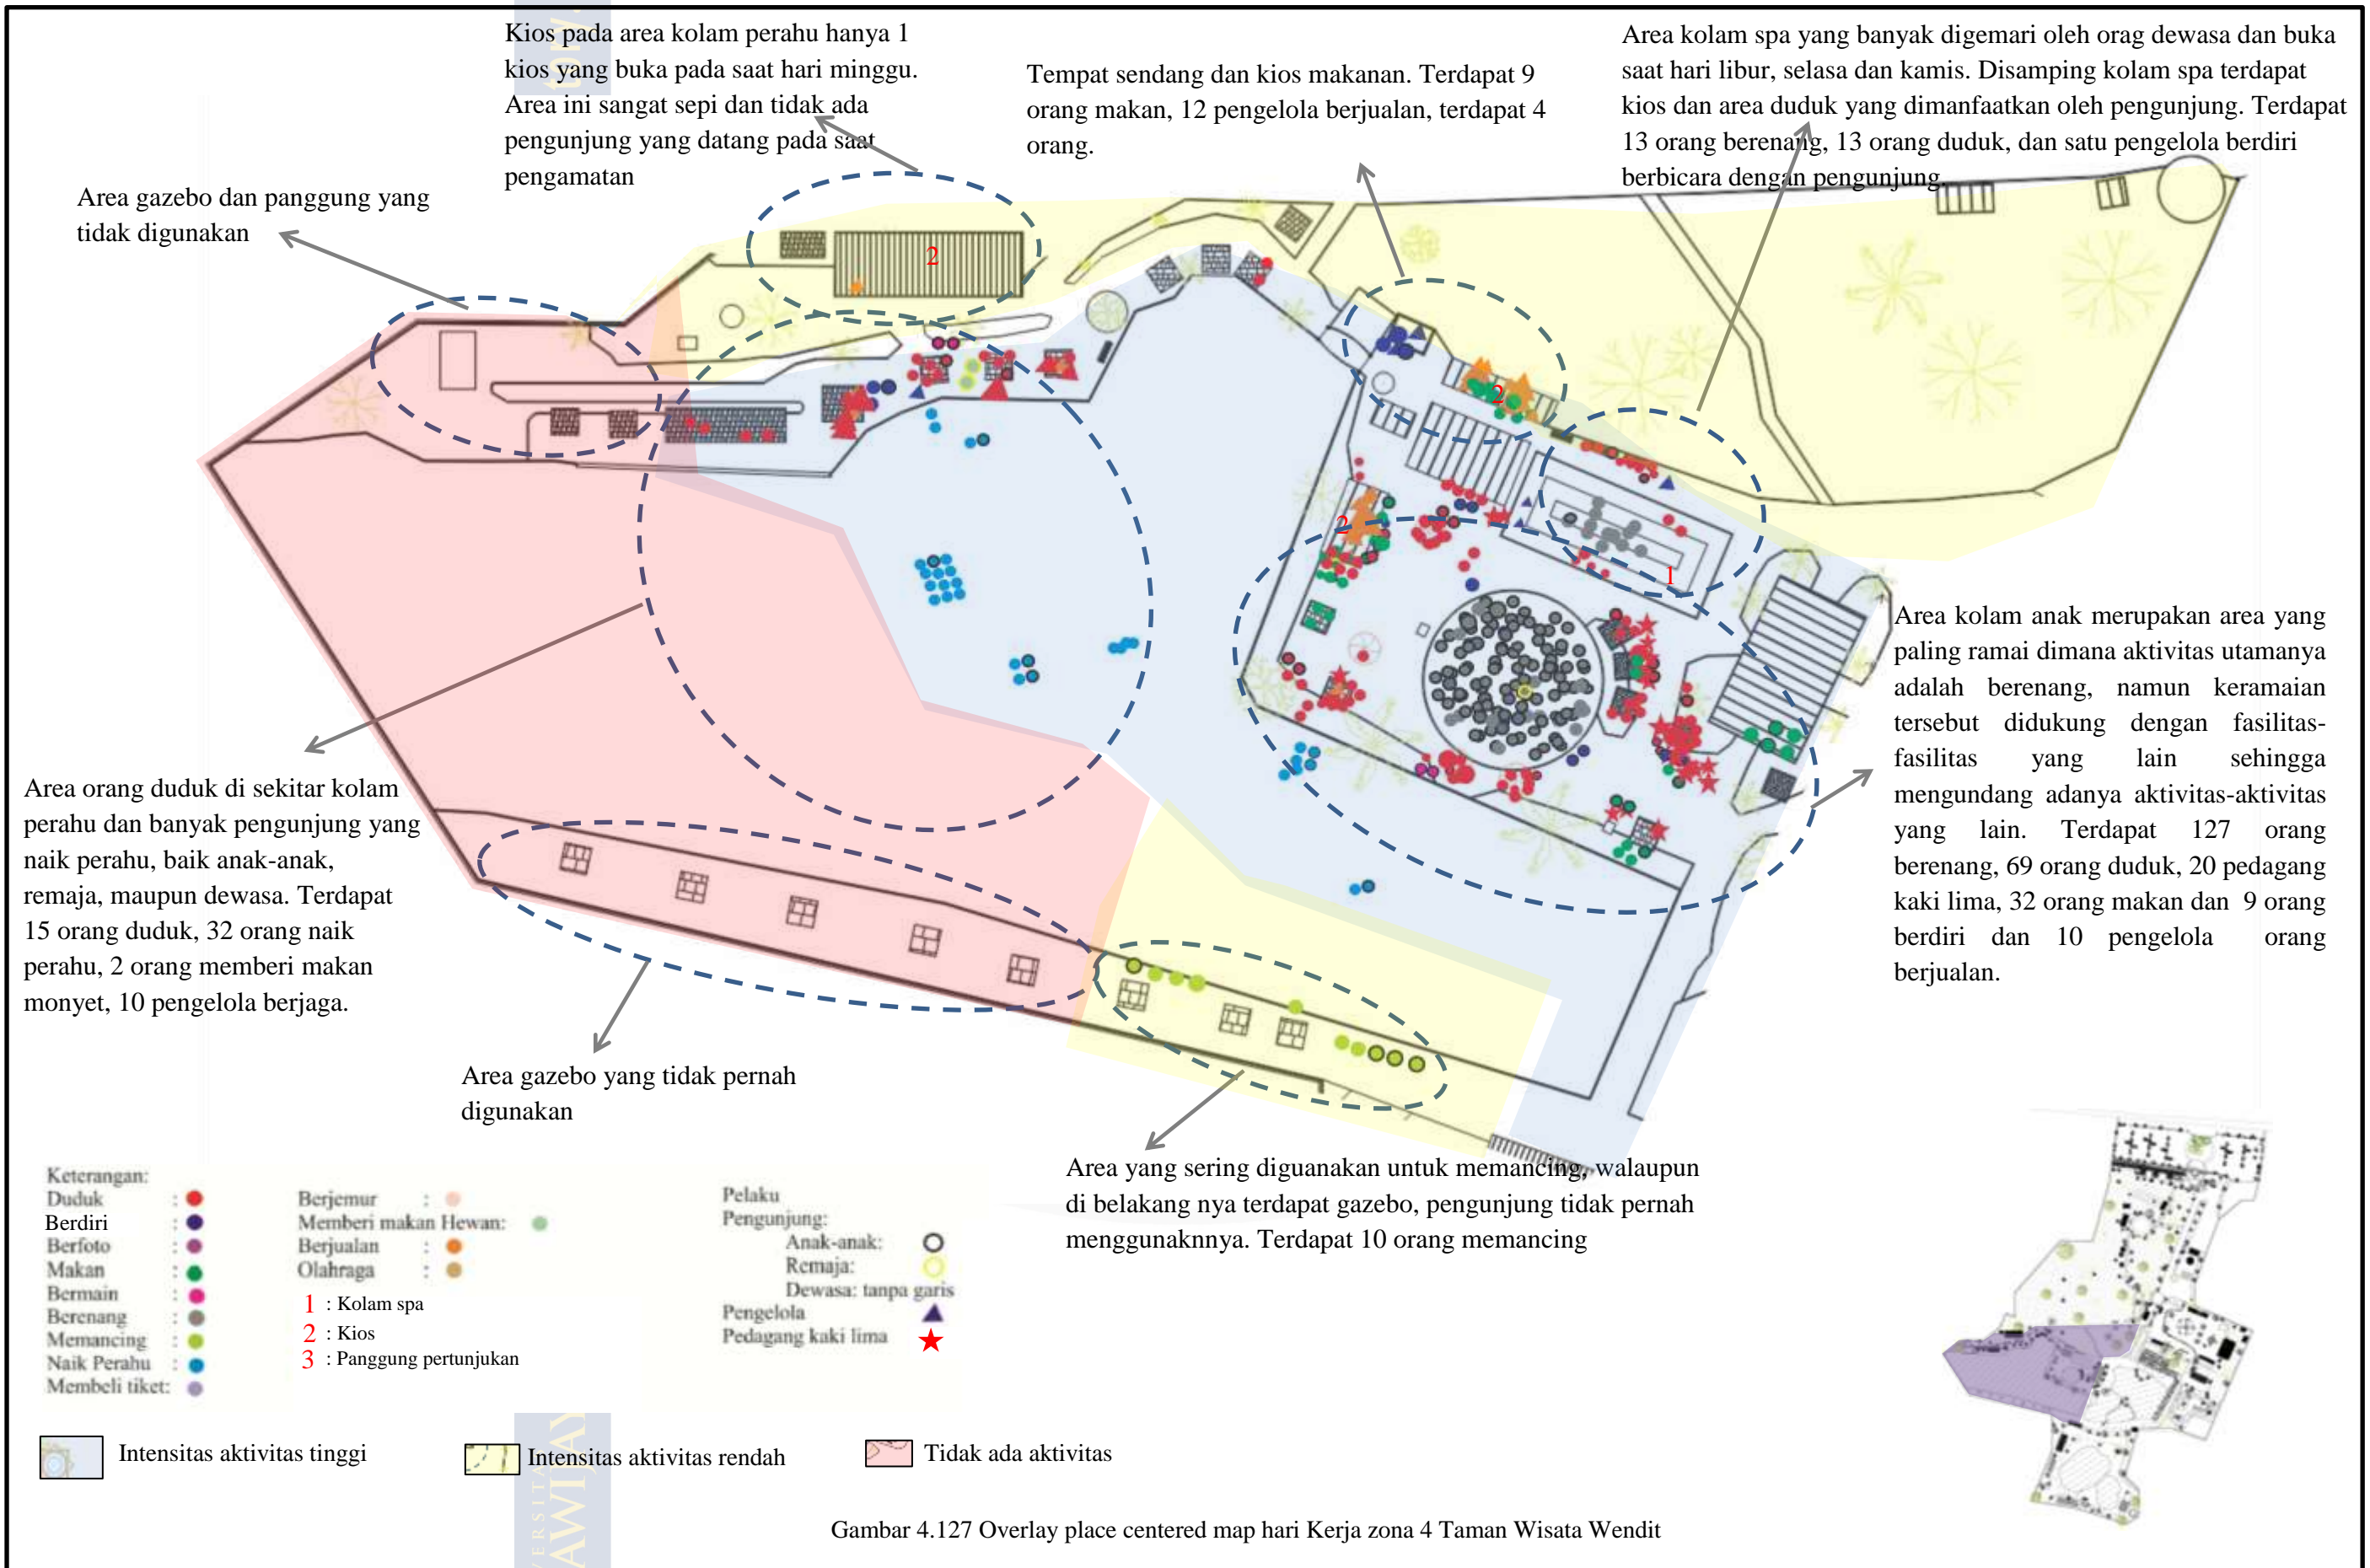 Kios pada area kolam perahu hanya 1
kios yang buka pada saat hari minggu.
Area ini sangat sepi dan tidak ada
pengunjung yang datang pada saat
pengamatan
Tempat sendang dan kios makanan. Terdapat 9
orang makan, 12 pengelola berjualan, terdapat 4
orang.
Area kolam spa yang banyak digemari oleh orag dewasa dan buka
saat hari libur, selasa dan kamis. Disamping kolam spa terdapat
kios dan area duduk yang dimanfaatkan oleh pengunjung. Terdapat
13 orang berenang, 13 orang duduk, dan satu pengelola berdiri
berbicara dengan pengunjung.
Area gazebo dan panggung yang
tidak digunakan
2
2
2
1
Area kolam anak merupakan area yang
paling ramai dimana aktivitas utamanya
adalah berenang, namun keramaian
tersebut didukung dengan fasilitas-
fasilitas yang lain sehingga
mengundang adanya aktivitas-aktivitas
yang lain. Terdapat 127 orang
berenang, 69 orang duduk, 20 pedagang
kaki lima, 32 orang makan dan 9 orang
berdiri dan 10 pengelola orang
berjualan.
Area orang duduk di sekitar kolam
perahu dan banyak pengunjung yang
naik perahu, baik anak-anak,
remaja, maupun dewasa. Terdapat
15 orang duduk, 32 orang naik
perahu, 2 orang memberi makan
monyet, 10 pengelola berjaga.
Area gazebo yang tidak pernah
digunakan
Area yang sering diguanakan untuk memancing, walaupun
di belakang nya terdapat gazebo, pengunjung tidak pernah
menggunaknnya. Terdapat 10 orang memancing
Keterangan:
Duduk :
Berdiri :
Berfoto :
Makan :
Bermain :
Berenang :
Memancing :
Naik Perahu :
Membeli tiket:
Berjemur :
Memberi makan Hewan:
Berjualan :
Olahraga :
1 : Kolam spa
2 : Kios
3 : Panggung pertunjukan
Pelaku
Pengunjung:
Anak-anak:
Remaja:
Dewasa: tanpa garis
Pengelola
Pedagang kaki lima
Intensitas aktivitas tinggi
Intensitas aktivitas rendah
Tidak ada aktivitas
Gambar 4.127 Overlay place centered map hari Kerja zona 4 Taman Wisata Wendit